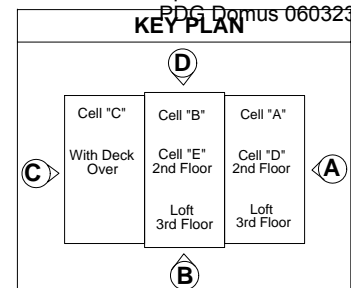 PDG Domus 060323
KEY PLAN
D
Cell "C"
Cell "B"
Cell "A"
With Deck
Over
Cell "E"
2nd Floor
Cell "D"
2nd Floor
C
A
Loft
3rd Floor
Loft
3rd Floor
B